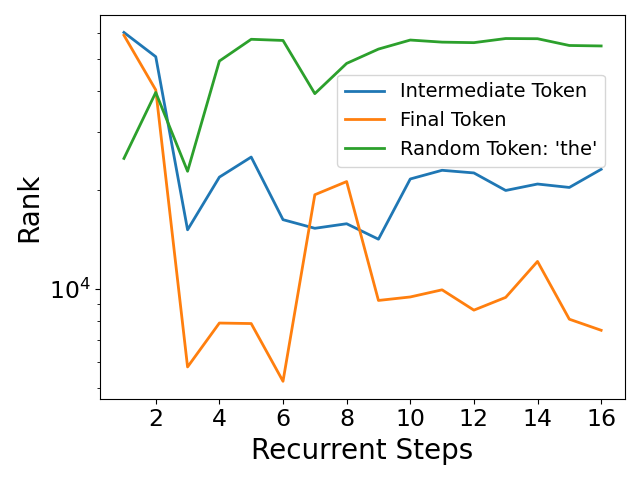 Intermediate Token
Final Token
Random Token: 'the'
Rank
10⁴
2 4 6 8 10 12 14 16
Recurrent Steps